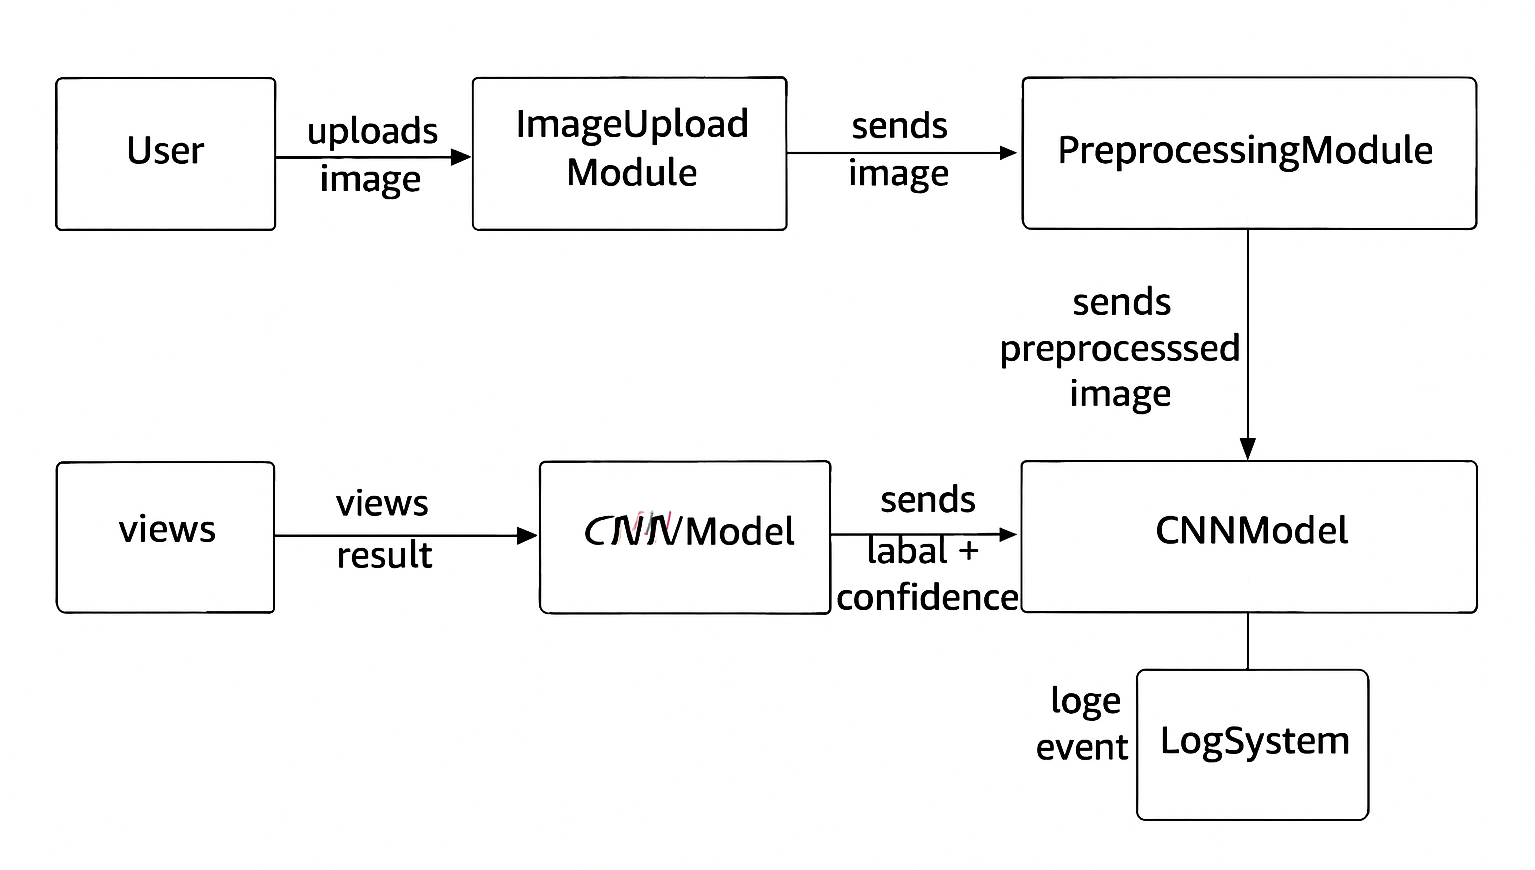 User
uploads
image
ImageUpload
Module
sends
image
PreprocessingModule
sends
preprocesssed
image
views
views
result
CNNModel
sends
labal +
confidence
CNNModel
loge
event
LogSystem